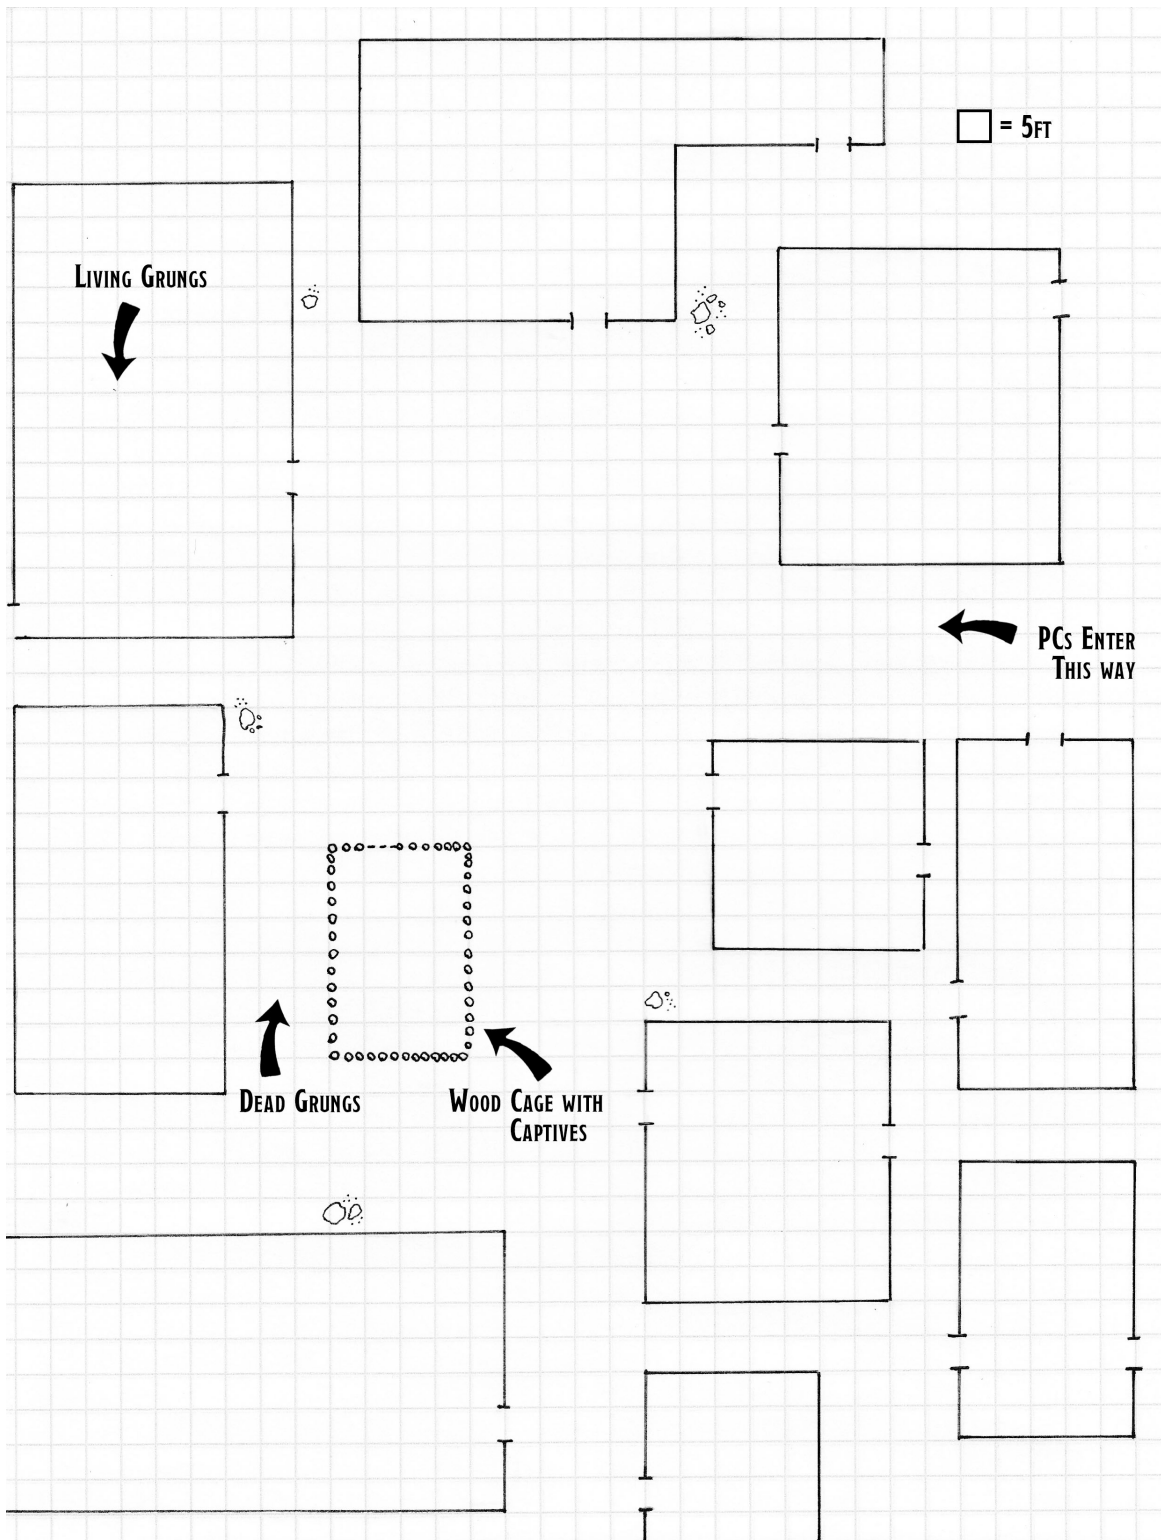 = 5ft
Living Grungs
PCs Enter
This way
Dead Grungs
Wood Cage with
Captives